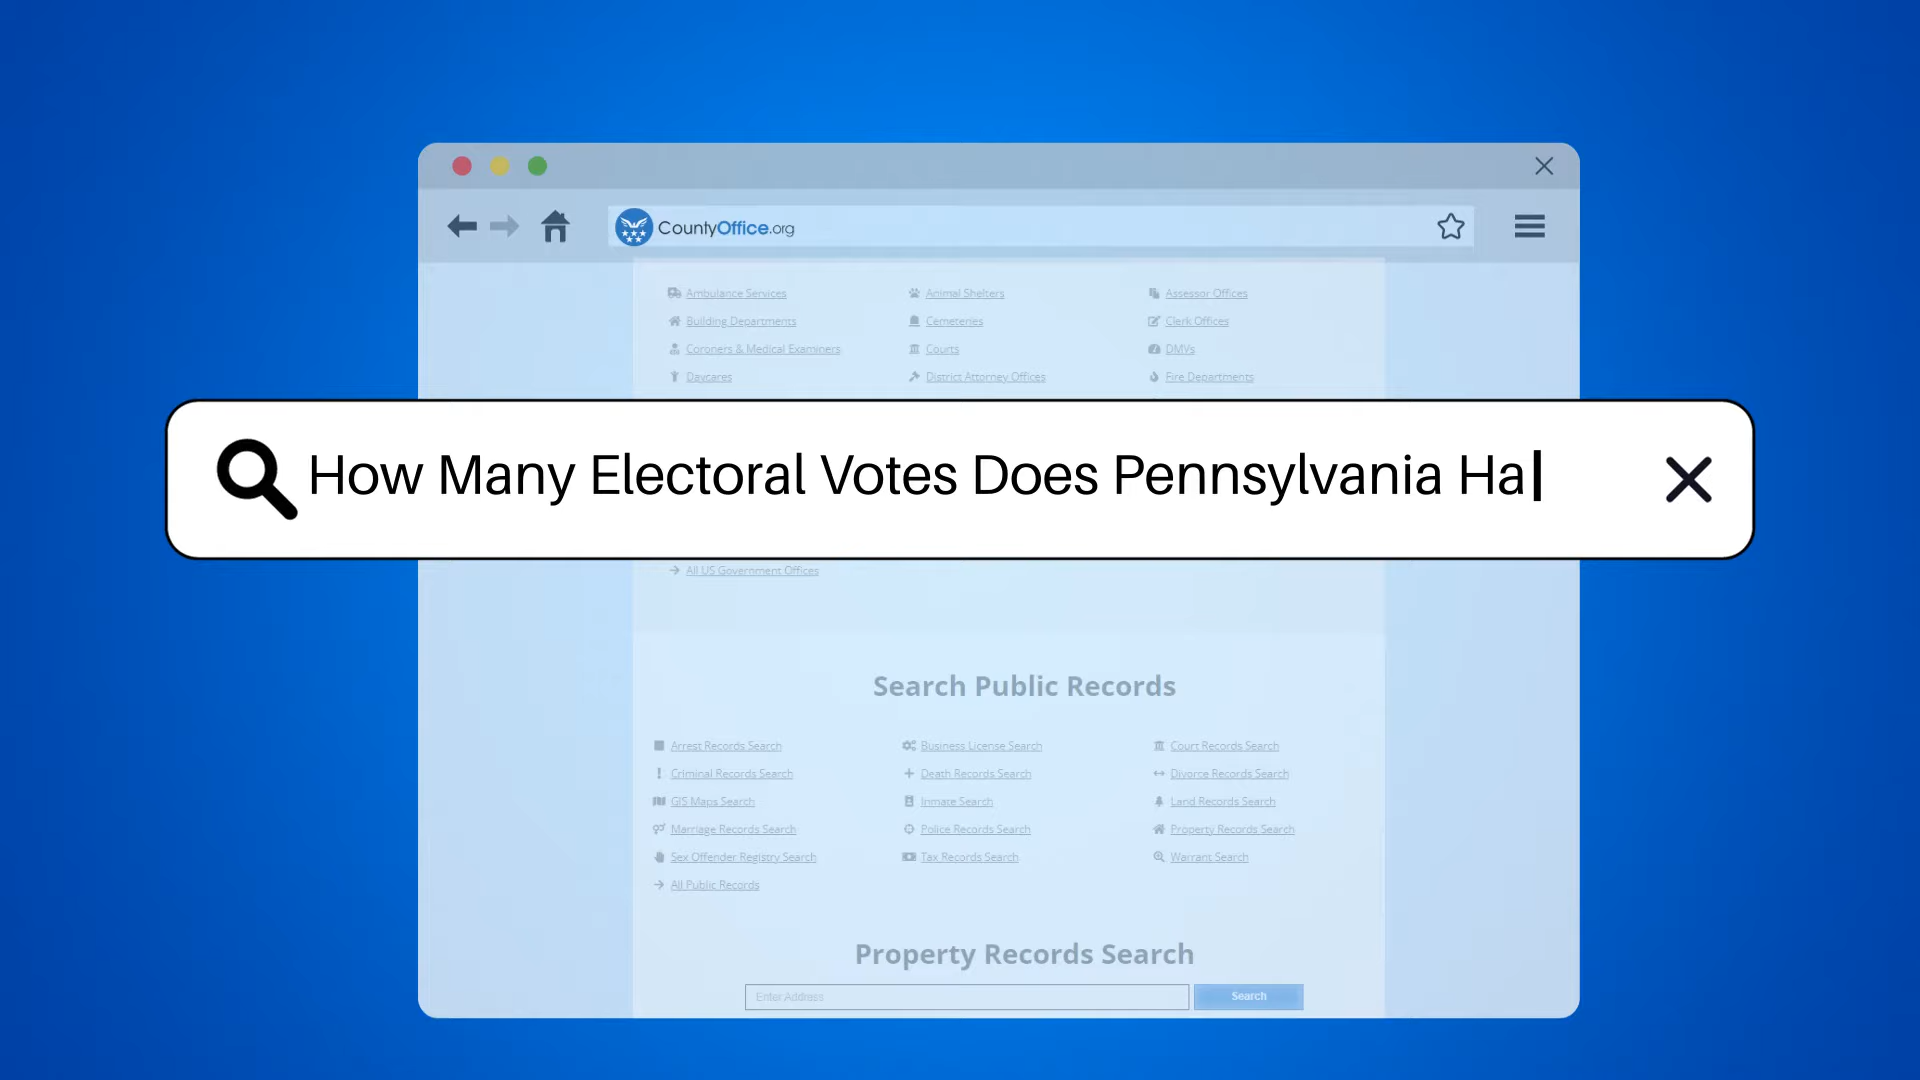 CountyOffice.org
Ambulance Services Animal Shelters Assessor Offices
Building Departments Cemeteries Clerk Offices
Coroners & Medical Examiners Courts DMVs
Daycares District Attorney Offices Fire Departments
How Many Electoral Votes Does Pennsylvania Ha
All US Government Offices
Search Public Records
Arrest Records Search Business License Search Court Records Search
Criminal Records Search Death Records Search Divorce Records Search
GIS Maps Search Inmate Search Land Records Search
Marriage Records Search Police Records Search Property Records Search
Sex Offender Registry Search Tax Records Search Warrant Search
All Public Records
Property Records Search
Enter Address Search